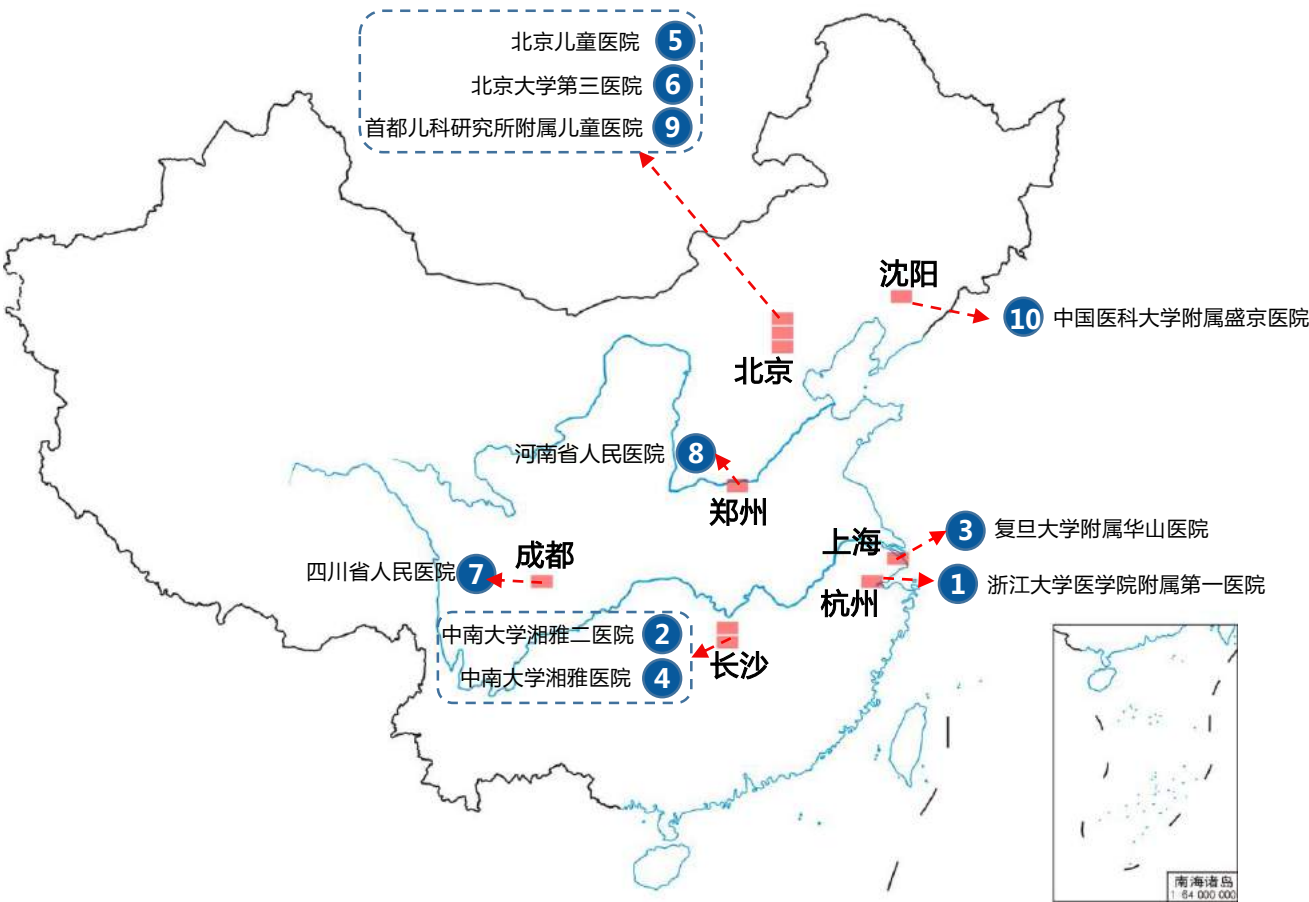 北京儿童医院 5
北京大学第三医院 6
首都儿科研究所附属儿童医院 9
沈阳
10 中国医科大学附属盛京医院
北京
河南省人民医院 8
郑州
上海
3 复旦大学附属华山医院
成都
四川省人民医院 7
杭州
1 浙江大学医学院附属第一医院
中南大学湘雅二医院 2
中南大学湘雅医院 4
长沙
南海诸岛
1:64 000 000